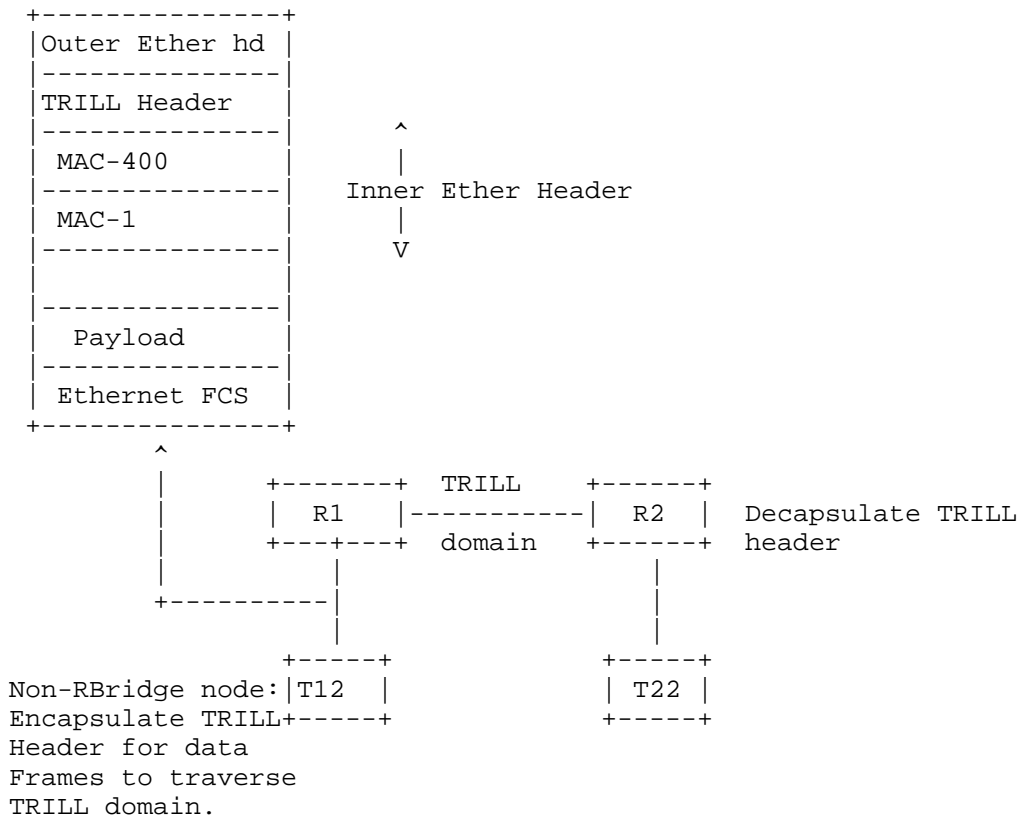 Outer Ether hd
TRILL Header
MAC-400
Inner Ether Header
MAC-1
V
Payload
Ethernet FCS
TRILL
R1
R2
Decapsulate TRILL
domain
header
Non-RBridge node:
T12
T22
Encapsulate TRILL
Header for data
Frames to traverse
TRILL domain.